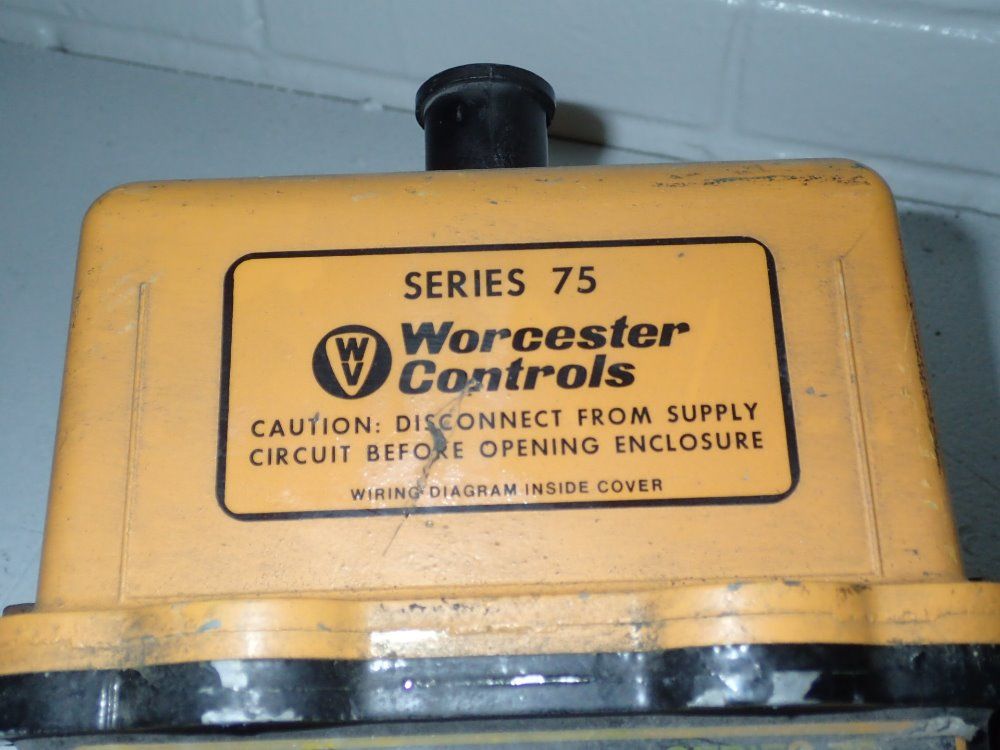 SERIES 75
WV Worcester
Controls
CAUTION: DISCONNECT FROM SUPPLY
CIRCUIT BEFORE OPENING ENCLOSURE
WIRING DIAGRAM INSIDE COVER